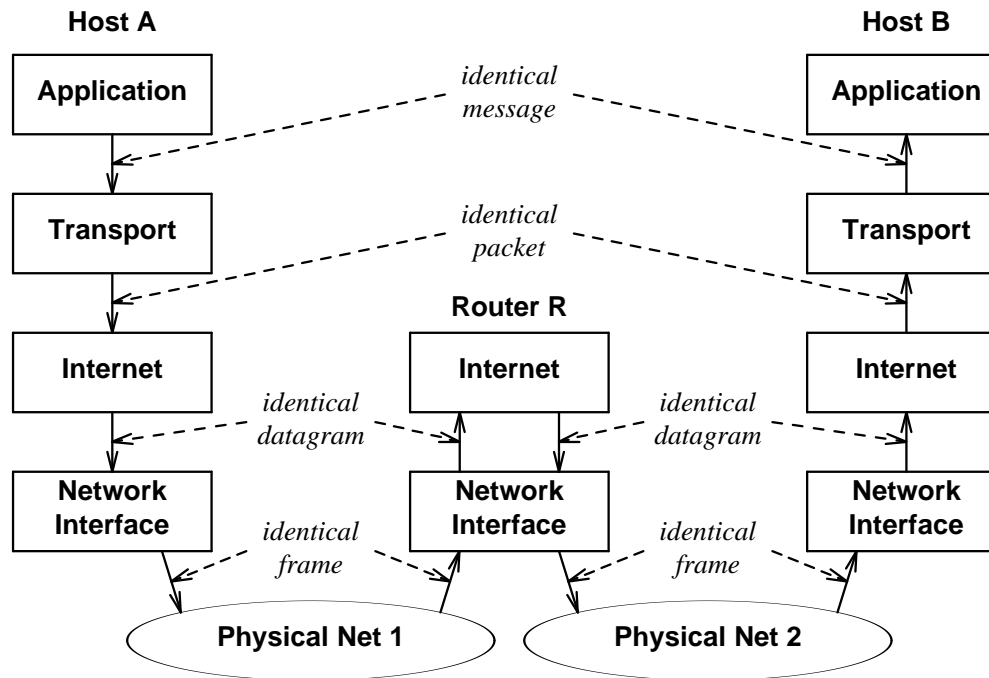 Host A
Host B
Application
identical
message
Application
Transport
identical
packet
Transport
Router R
Internet
Internet
Internet
identical
datagram
identical
datagram
Network
Interface
Network
Interface
Network
Interface
identical
frame
identical
frame
Physical Net 1
Physical Net 2